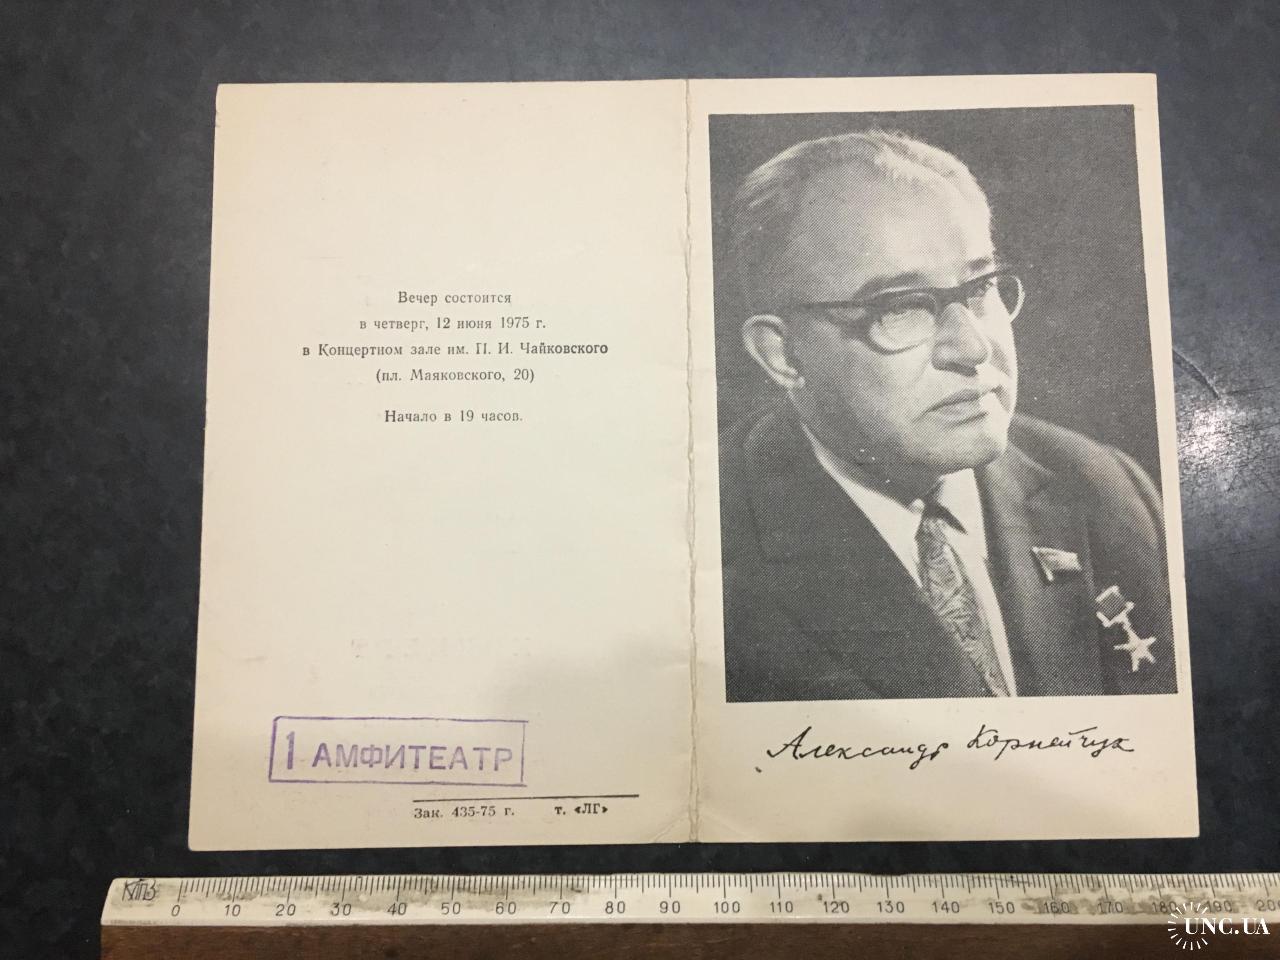 Вечер состоится
в четверг, 12 июня 1975 г.
в Концертном зале им. П. И. Чайковского
(пл. Маяковского, 20)
Начало в 19 часов.
1 АМФИТЕАТР
Зак. 435-75 г. т. «ЛГ»
Александр Корнейчук
КПЗ
0 10 20 30 40 50 60 70 80 90 100 110 120 130 140 150 160 170 180 190 200
UNC.UA